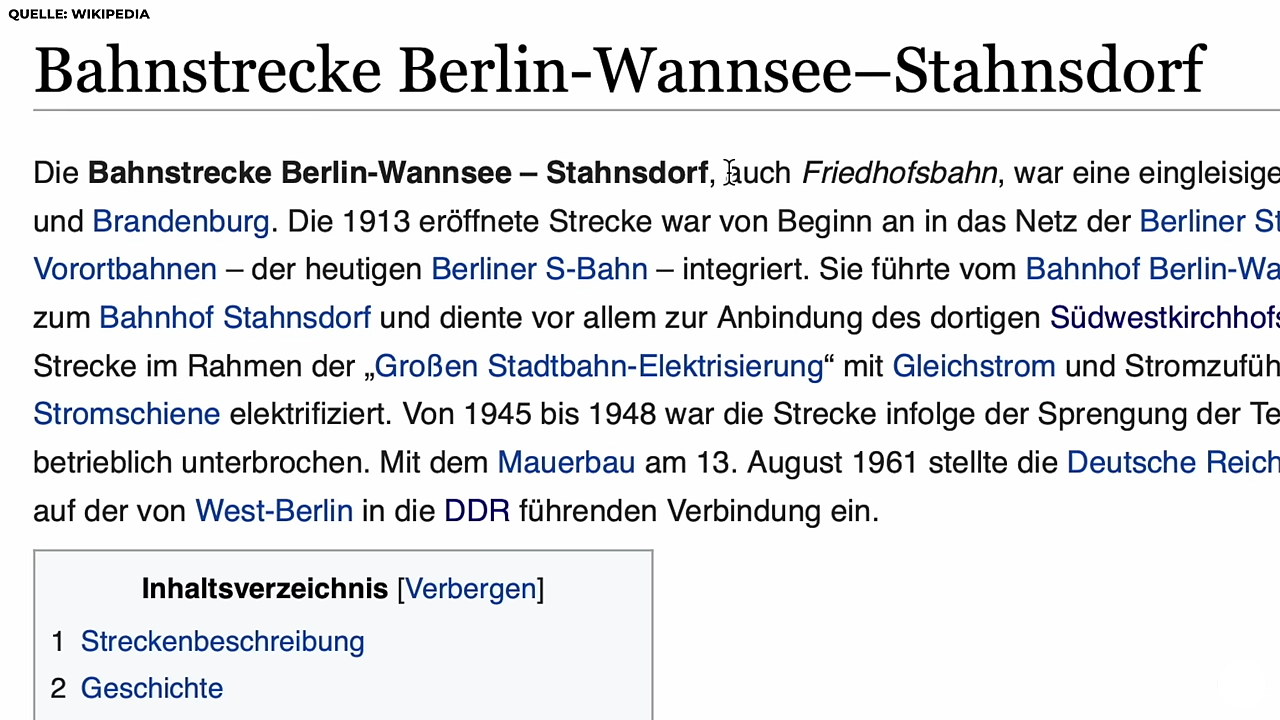 QUELLE: WIKIPEDIA
Bahnstrecke Berlin-Wannsee–Stahnsdorf
Die Bahnstrecke Berlin-Wannsee – Stahnsdorf, auch Friedhofsbahn, war eine eingleisige
und Brandenburg. Die 1913 eröffnete Strecke war von Beginn an in das Netz der Berliner St
Vorortbahnen – der heutigen Berliner S-Bahn – integriert. Sie führte vom Bahnhof Berlin-Wa
zum Bahnhof Stahnsdorf und diente vor allem zur Anbindung des dortigen Südwestkirchhofs
Strecke im Rahmen der „Großen Stadtbahn-Elektrisierung“ mit Gleichstrom und Stromzufüh
Stromschiene elektrifiziert. Von 1945 bis 1948 war die Strecke infolge der Sprengung der Te
betrieblich unterbrochen. Mit dem Mauerbau am 13. August 1961 stellte die Deutsche Reich
auf der von West-Berlin in die DDR führenden Verbindung ein.
Inhaltsverzeichnis [Verbergen]
1 Streckenbeschreibung
2 Geschichte